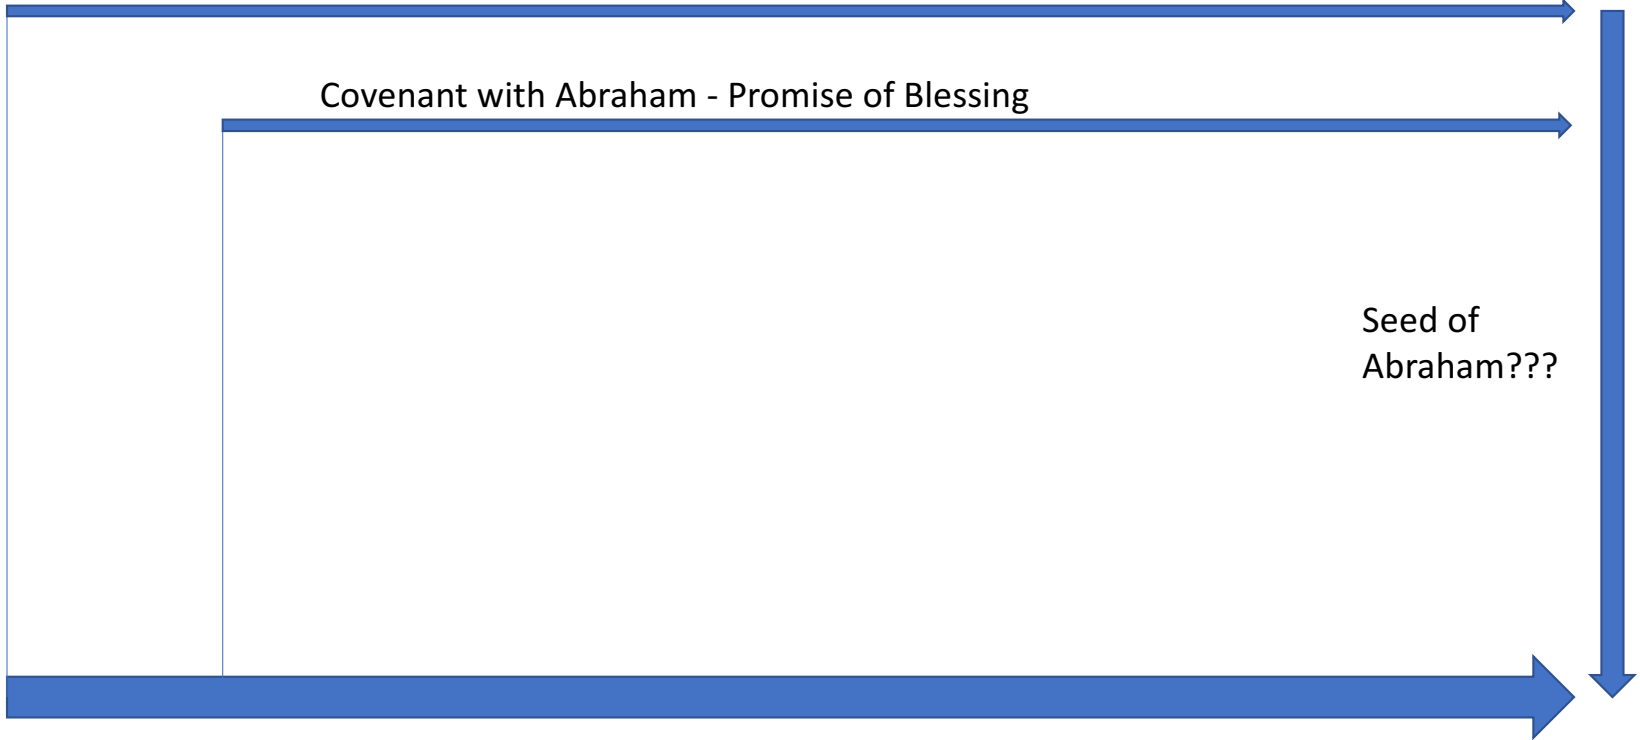 Covenant with Abraham - Promise of Blessing
Seed of
Abraham???